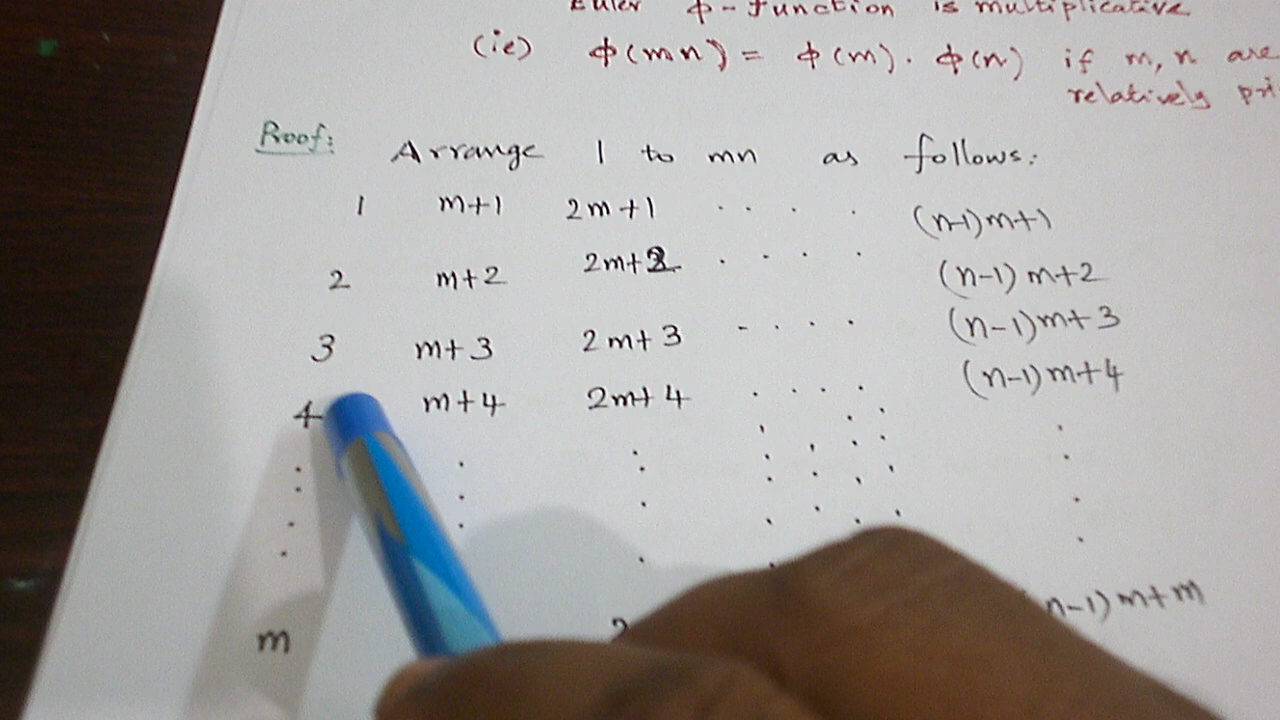 Euler ϕ-function is multiplicative
(ie) ϕ(mn) = ϕ(m). ϕ(n) if m, n are
relatively
Proof: Arrange 1 to mn as follows:
1 m+1 2m+1 . . . . (n-1)m+1
2 m+2 2m+2 . . . . (n-1)m+2
3 m+3 2m+3 . . . . (n-1)m+3
4 m+4 2m+4 . . . . (n-1)m+4
m n-1)m+m